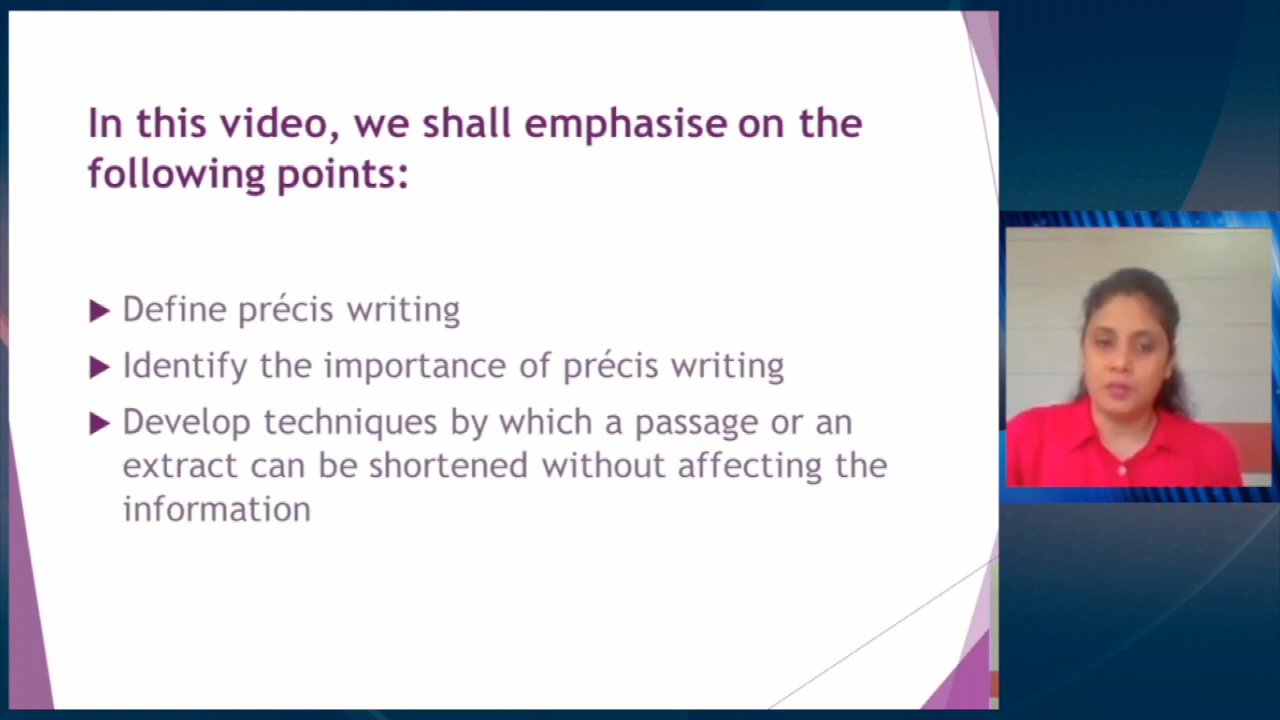 In this video, we shall emphasise on the
following points:
▶ Define précis writing
▶ Identify the importance of précis writing
▶ Develop techniques by which a passage or an
extract can be shortened without affecting the
information